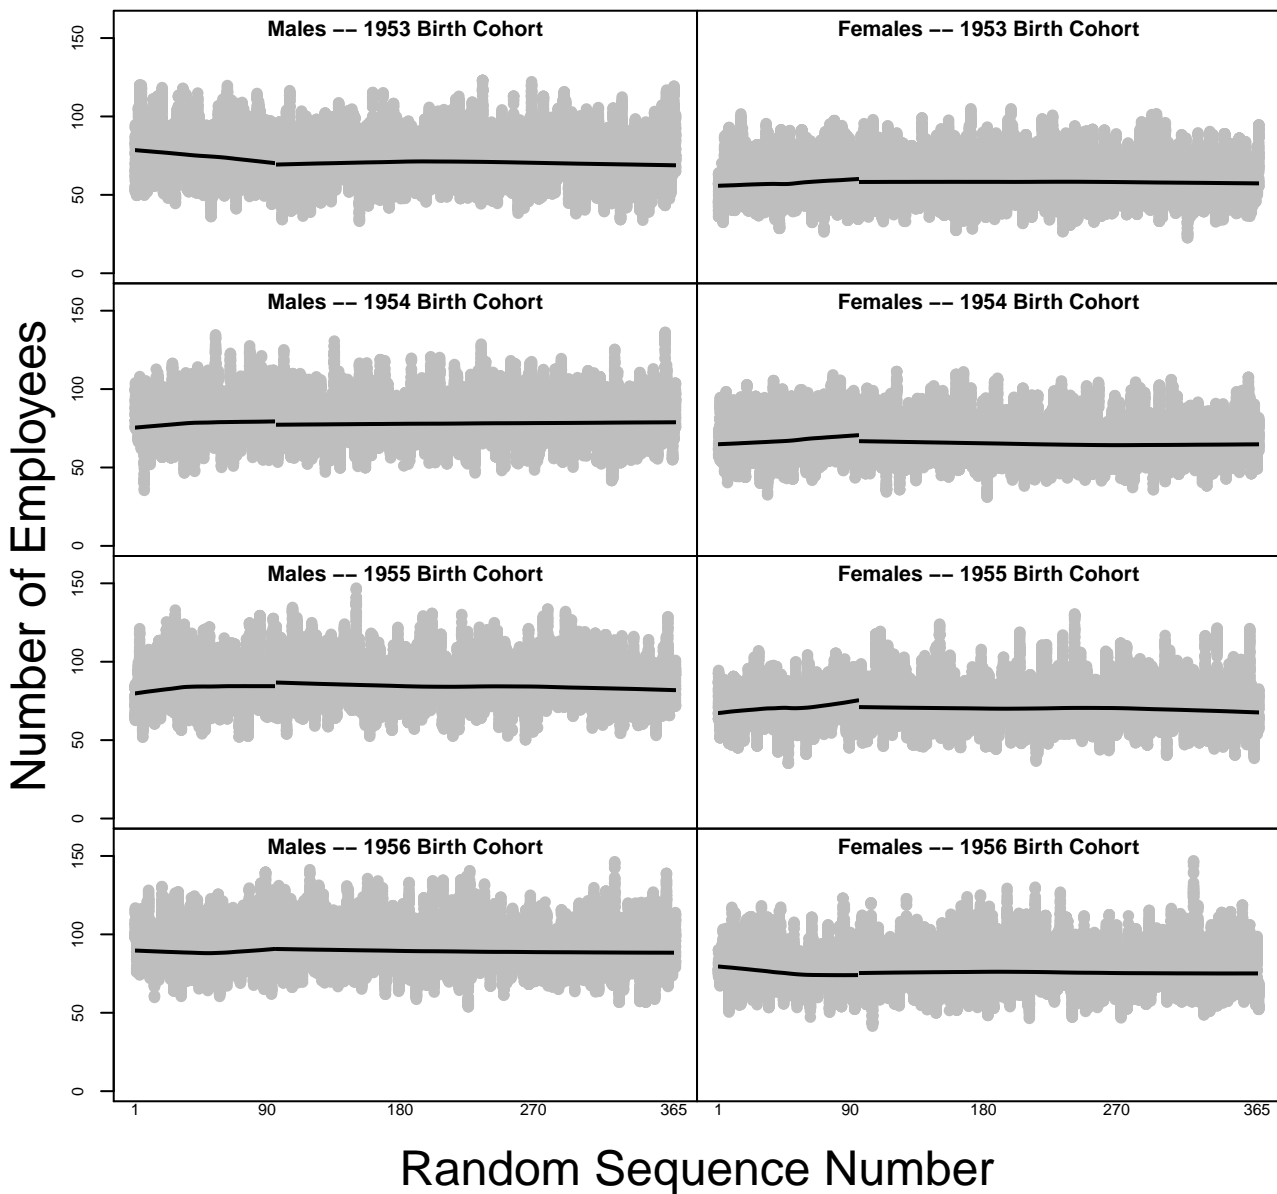 Number of Employees
Males −− 1953 Birth Cohort
Females −− 1953 Birth Cohort
150
100
50
0
Males −− 1954 Birth Cohort
Females −− 1954 Birth Cohort
150
100
50
0
Males −− 1955 Birth Cohort
Females −− 1955 Birth Cohort
150
100
50
0
Males −− 1956 Birth Cohort
Females −− 1956 Birth Cohort
150
100
50
0
1 90 180 270 365
1 90 180 270 365
Random Sequence Number